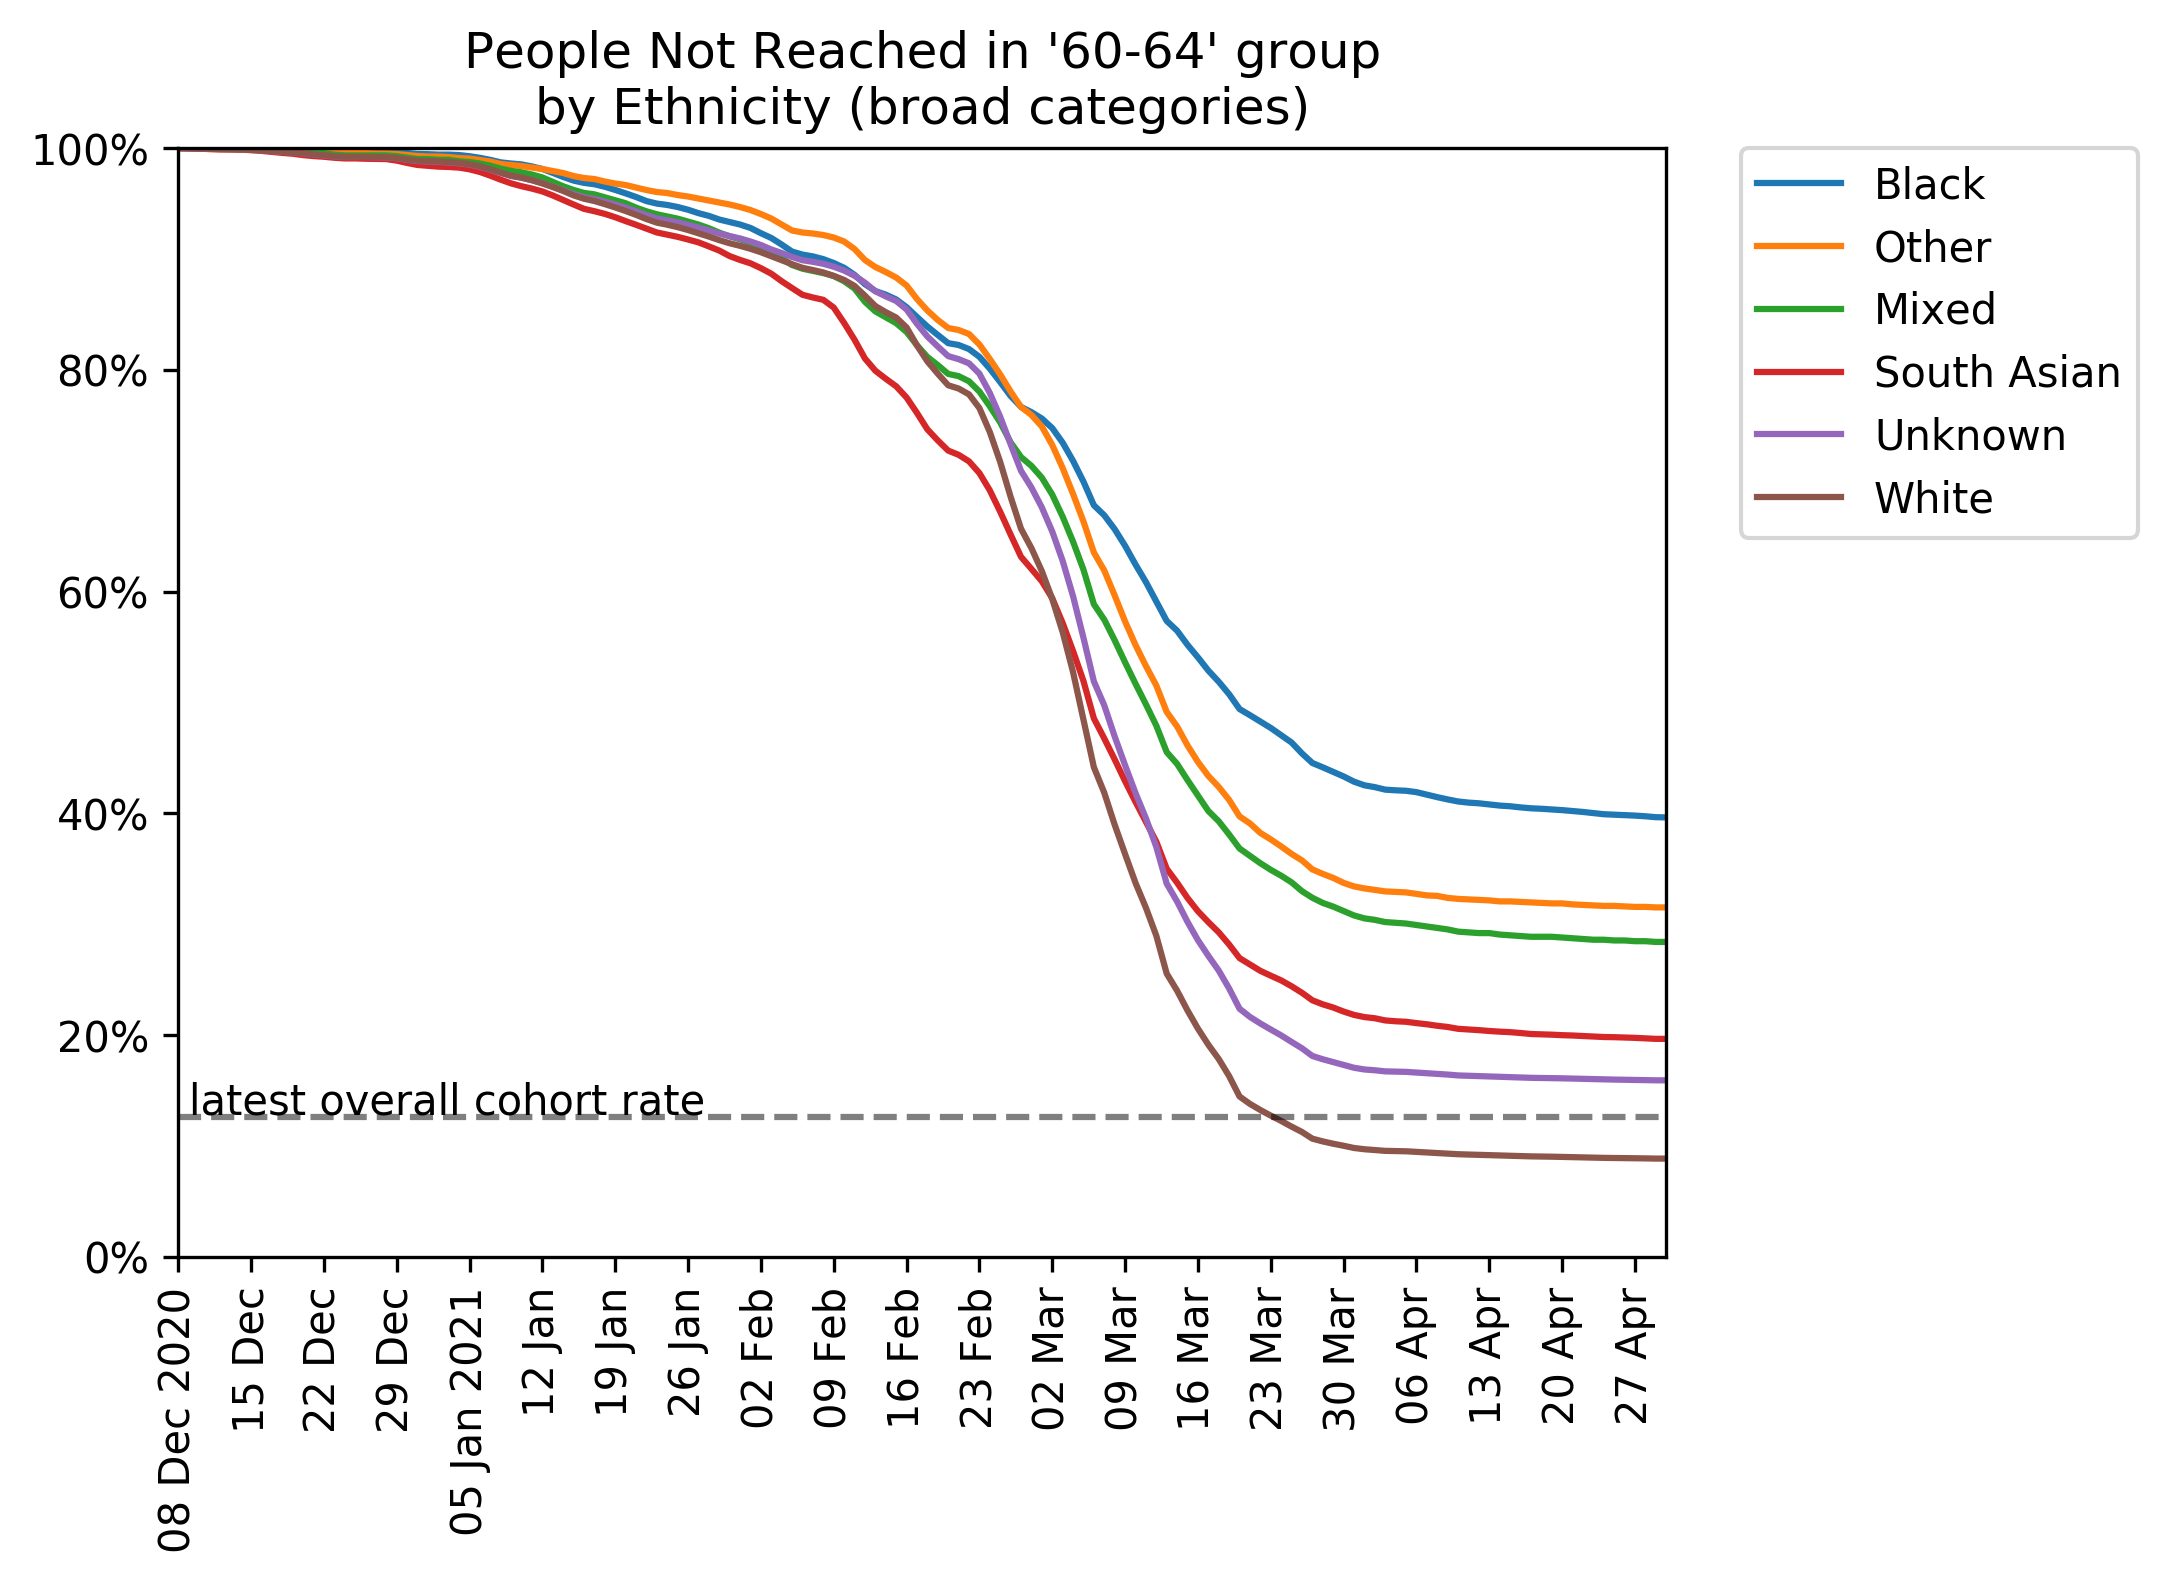 People Not Reached in '60-64' group
by Ethnicity (broad categories)
100%
80%
60%
40%
20%
0%
latest overall cohort rate
08 Dec 2020
15 Dec
22 Dec
29 Dec
05 Jan 2021
12 Jan
19 Jan
26 Jan
02 Feb
09 Feb
16 Feb
23 Feb
02 Mar
09 Mar
16 Mar
23 Mar
30 Mar
06 Apr
13 Apr
20 Apr
27 Apr
Black
Other
Mixed
South Asian
Unknown
White